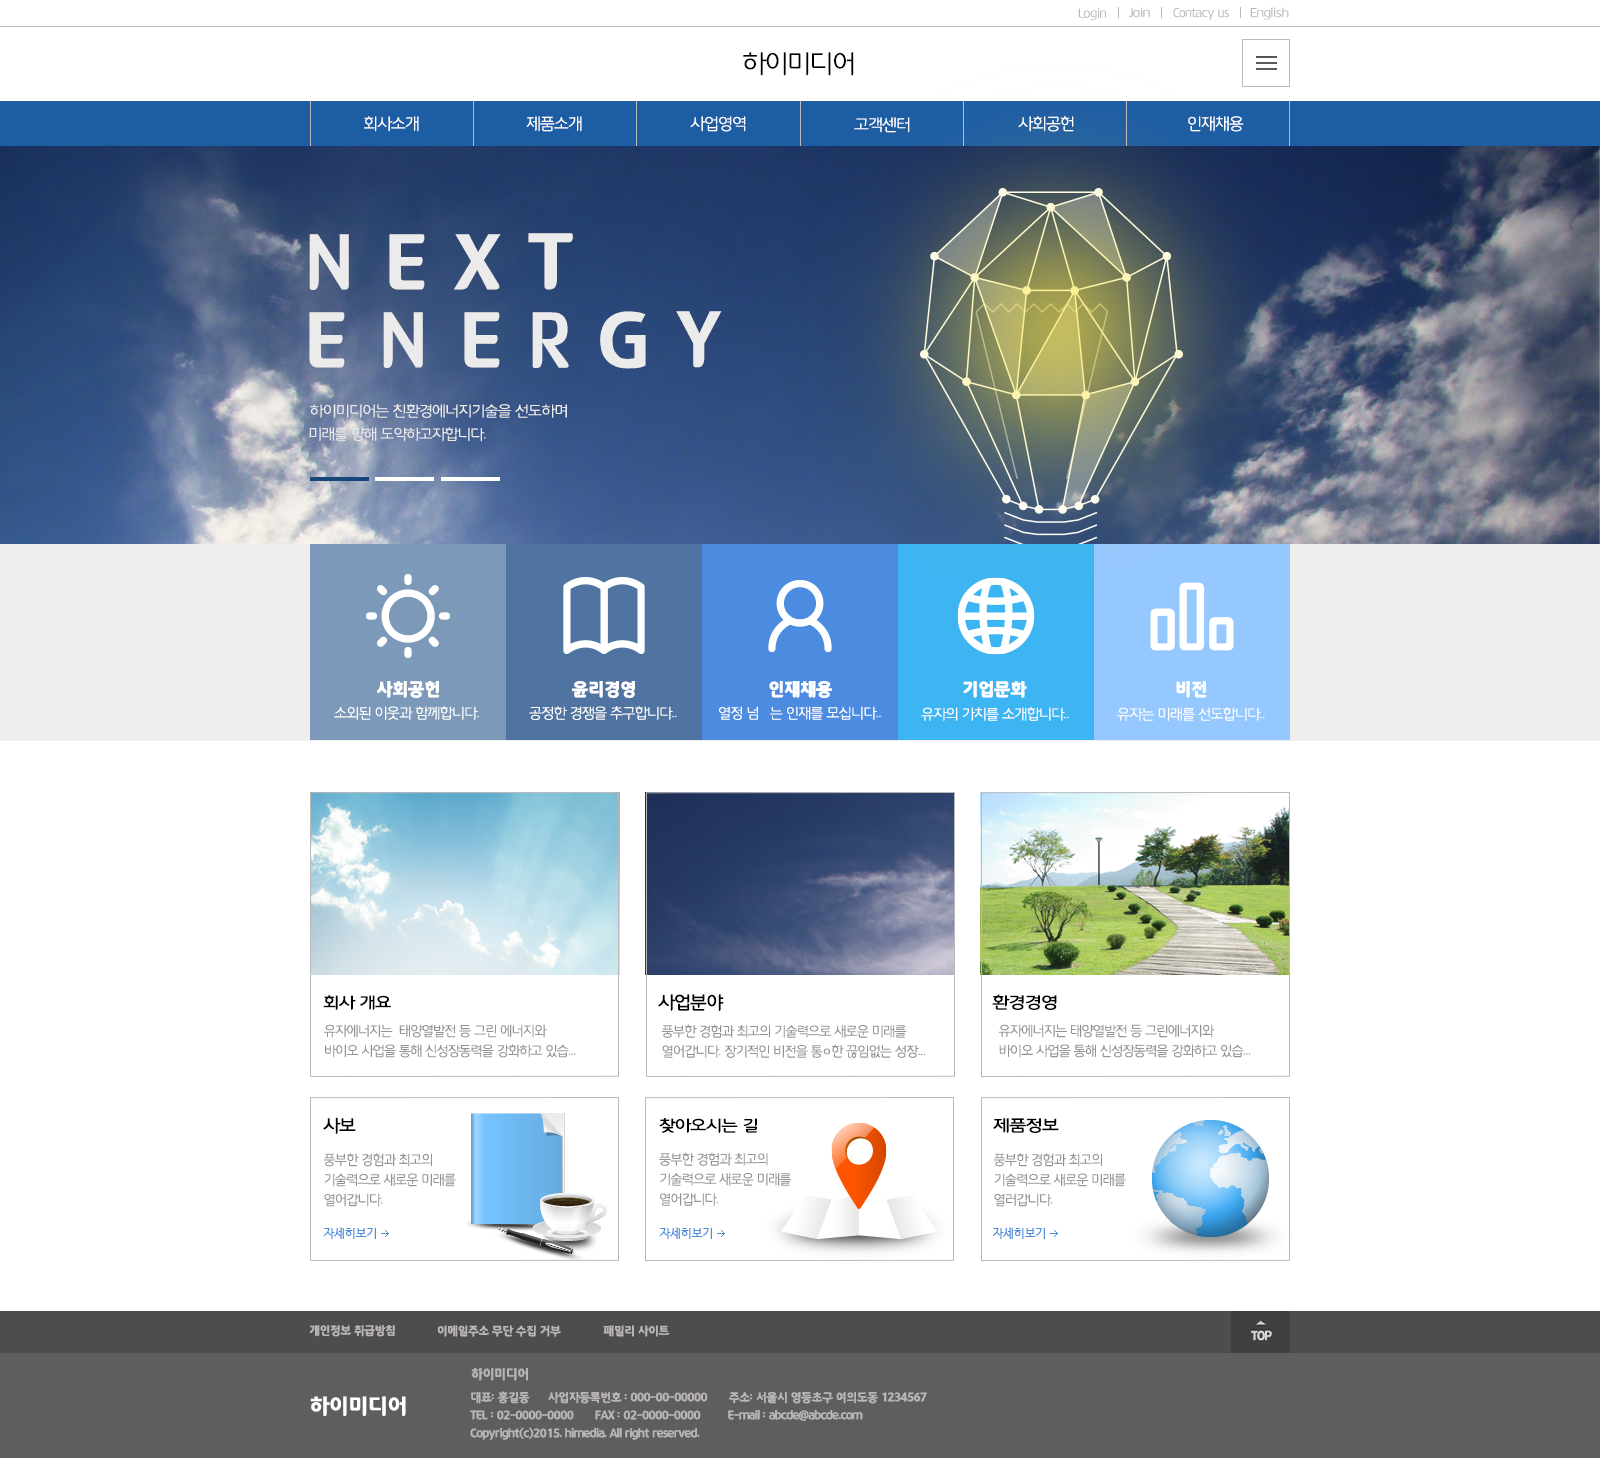 Login | Join | Contacy us | English
하이미디어
회사소개 제품소개 사업영역 고객센터 사회공헌 인재채용
NEXT
ENERGY
하이미디어는 친환경에너지기술을 선도하며
미래를 향해 도약하고자합니다.
사회공헌
소외된 이웃과 함께합니다.
윤리경영
공정한 경쟁을 추구합니다..
인재채용
열정 넘 는 인재를 모십니다..
기업문화
유자의 가치를 소개합니다..
비전
유자는 미래를 선도합니다..
회사 개요
유자에너지는 태양열발전 등 그린 에너지와
바이오 사업을 통해 신성장동력을 강화하고 있습...
사업분야
풍부한 경험과 최고의 기술력으로 새로운 미래를
열어갑니다. 장기적인 비전을 통ㅇ한 끊임없는 성장...
환경경영
유자에너지는 태양열발전 등 그린에너지와
바이오 사업을 통해 신성장동력을 강화하고 있습...
사보
풍부한 경험과 최고의
기술력으로 새로운 미래를
열어갑니다.
자세히보기 →
찾아오시는 길
풍부한 경험과 최고의
기술력으로 새로운 미래를
열어갑니다.
자세히보기 →
제품정보
풍부한 경험과 최고의
기술력으로 새로운 미래를
열러갑니다.
자세히보기 →
개인정보 취급방침 이메일주소 무단 수집 거부 패밀리 사이트
TOP
하이미디어
하이미디어
대표: 홍길동 사업자등록번호 : 000-00-00000 주소: 서울시 영등초구 여의도동 1234567
TEL : 02-0000-0000 FAX : 02-0000-0000 E-mail : abcde@abcde.com
Copyright(c)2015. himedia. All right reserved.